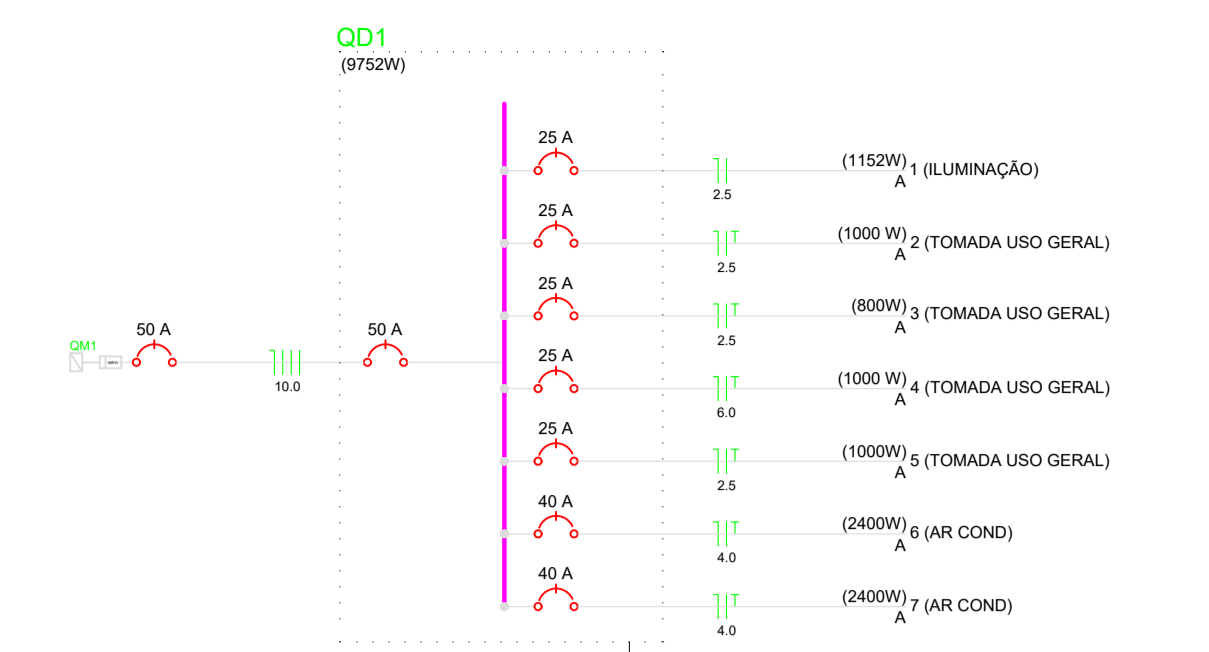 QD1
(9752W)
25 A
(1152W)
1 (ILUMINAÇÃO)
A
2.5
25 A
(1000 W)
2 (TOMADA USO GERAL)
A
T
2.5
25 A
(800W)
3 (TOMADA USO GERAL)
A
T
2.5
QM1
50 A
10.0
50 A
25 A
(1000 W)
4 (TOMADA USO GERAL)
A
T
6.0
25 A
(1000W)
5 (TOMADA USO GERAL)
A
T
2.5
40 A
(2400W)
6 (AR COND)
A
T
4.0
40 A
(2400W)
7 (AR COND)
A
T
4.0